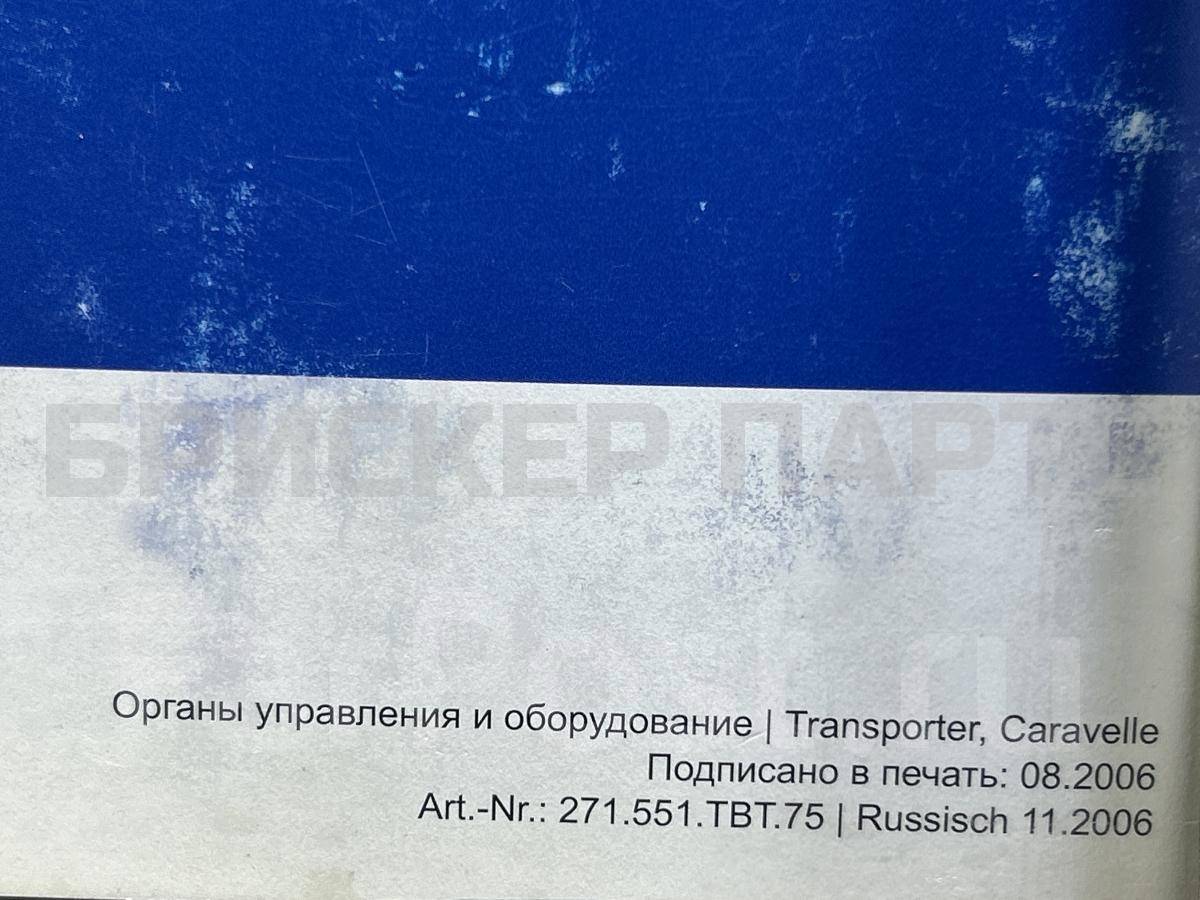 БРИСКЕР ПАРТ
Органы управления и оборудование | Transporter, Caravelle
Подписано в печать: 08.2006
Art.-Nr.: 271.551.TBT.75 | Russisch 11.2006